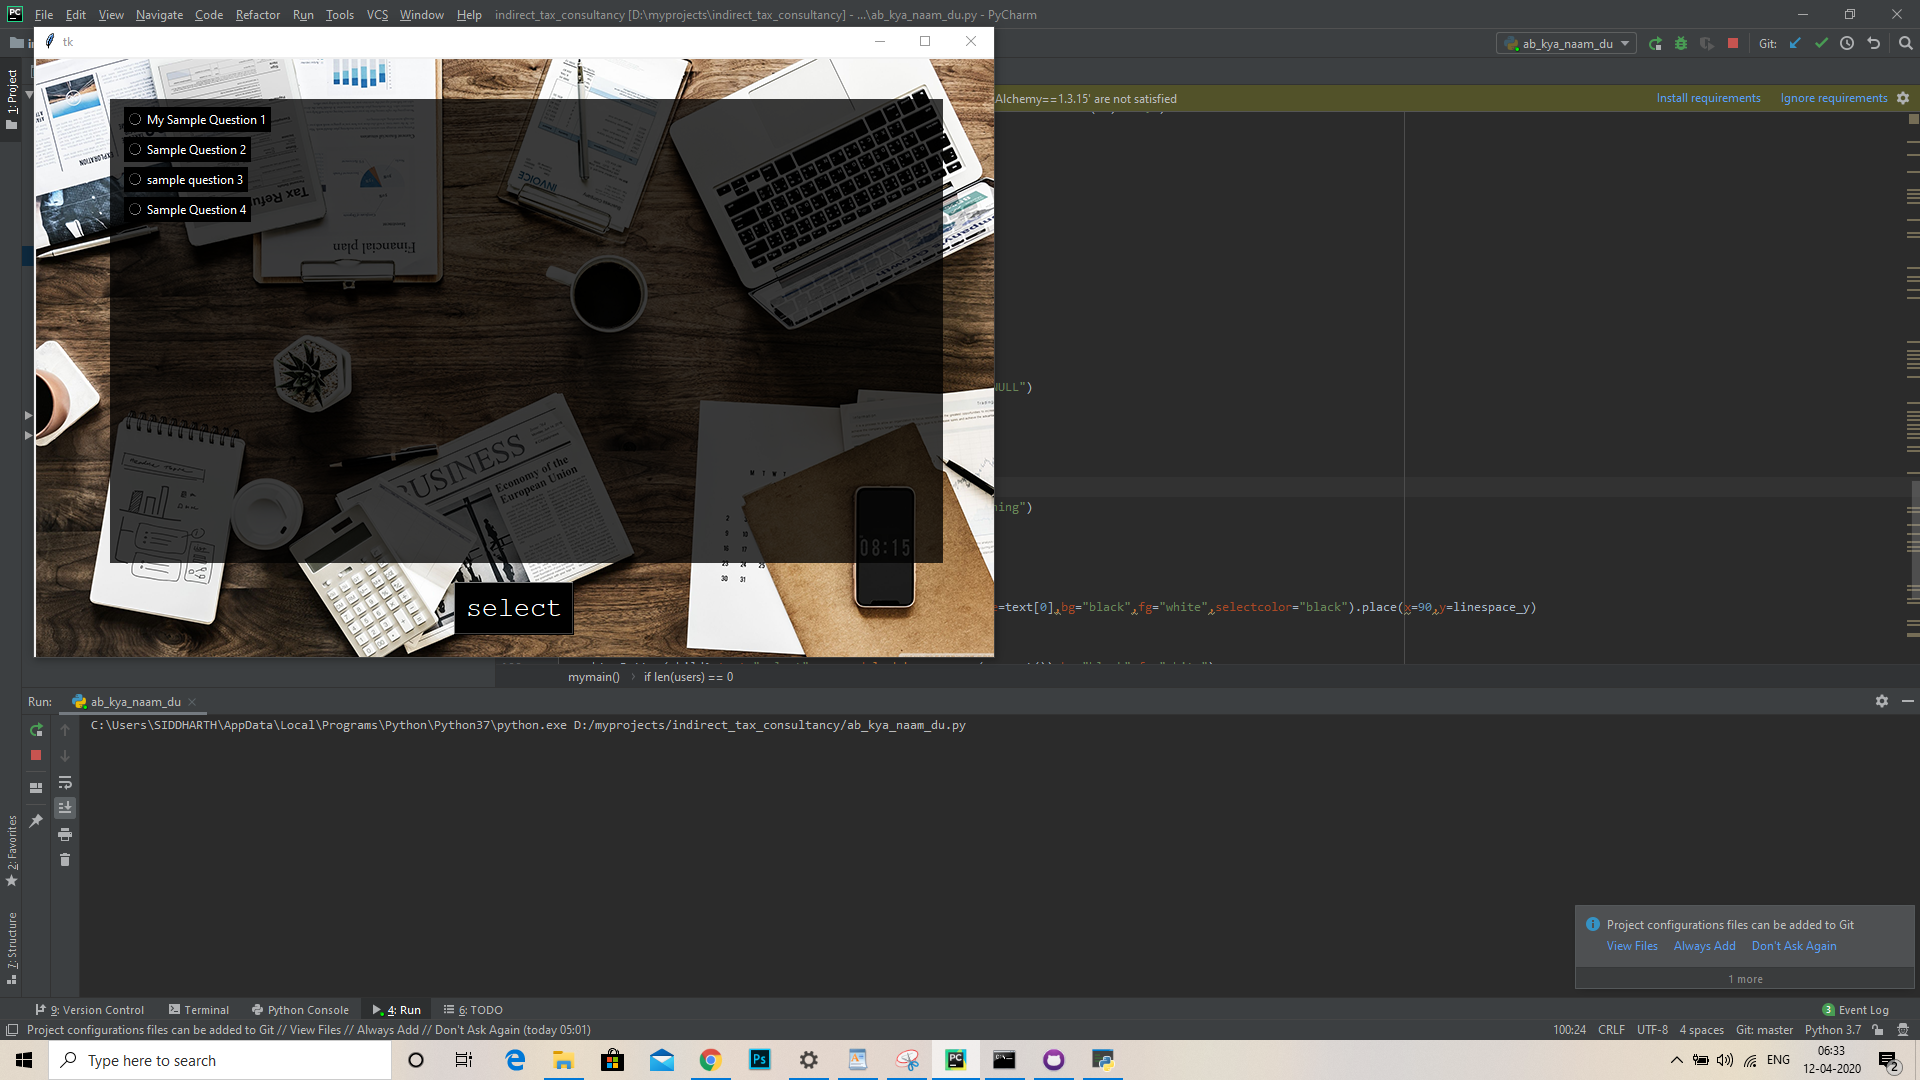 File Edit View Navigate Code Refactor Run Tools VCS Window Help indirect_tax_consultancy [D:\myprojects\indirect_tax_consultancy] - ...\ab_kya_naam_du.py - PyCharm
tk
ab_kya_naam_du
Git:
1: Project
Alchemy==1.3.15' are not satisfied
Install requirements Ignore requirements
My Sample Question 1
Sample Question 2
sample question 3
Sample Question 4
EXPLORATION
Tax Refu
Financial plan
INVOICE
BUSINESS
Economy of the
European Union
M T W T
08:15
select
NULL")
=text[0],bg="black",fg="white",selectcolor="black").place(x=90,y=linespace_y)
mymain() if len(users) == 0
Run: ab_kya_naam_du
C:\Users\SIDDHARTH\AppData\Local\Programs\Python\Python37\python.exe D:/myprojects/indirect_tax_consultancy/ab_kya_naam_du.py
2: Favorites
7: Structure
Project configurations files can be added to Git
View Files Always Add Don't Ask Again
1 more
9: Version Control Terminal Python Console 4: Run 6: TODO
3 Event Log
Project configurations files can be added to Git // View Files // Always Add // Don't Ask Again (today 05:01)
100:24 CRLF UTF-8 4 spaces Git: master Python 3.7
Type here to search
ENG
06:33
12-04-2020
2